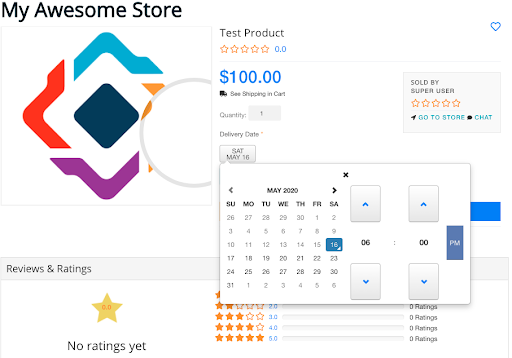 My Awesome Store
Test Product
0.0
$100.00
See Shipping in Cart
Quantity: 1
Delivery Date *
SAT
MAY 16
SOLD BY
SUPER USER
GO TO STORE CHAT
MAY 2020
SU MO TU WE TH FR SA
26 27 28 29 30 1 2
3 4 5 6 7 8 9
10 11 12 13 14 15 16
17 18 19 20 21 22 23
24 25 26 27 28 29 30
31 1 2 3 4 5 6
06 : 00 PM
Reviews & Ratings
0.0
No ratings yet
0 Ratings
2.0 0 Ratings
3.0 0 Ratings
4.0 0 Ratings
5.0 0 Ratings